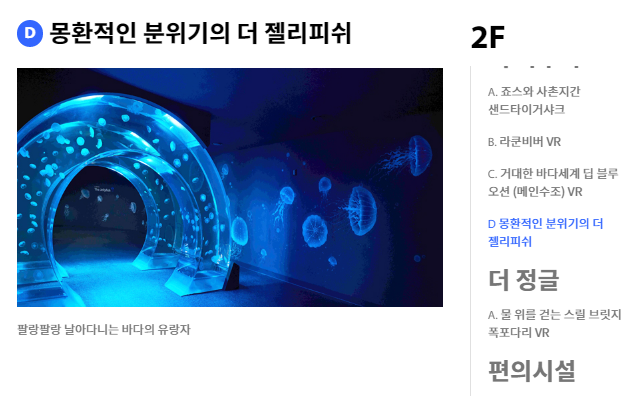 D 몽환적인 분위기의 더 젤리피쉬
팔랑팔랑 날아다니는 바다의 유랑자
2F
A. 죠스와 사촌지간
샌드타이거샤크
B. 라쿤비버 VR
C. 거대한 바다세계 딥 블루
오션 (메인수조) VR
D 몽환적인 분위기의 더
젤리피쉬
더 정글
A. 물 위를 걷는 스릴 브릿지
폭포다리 VR
편의시설